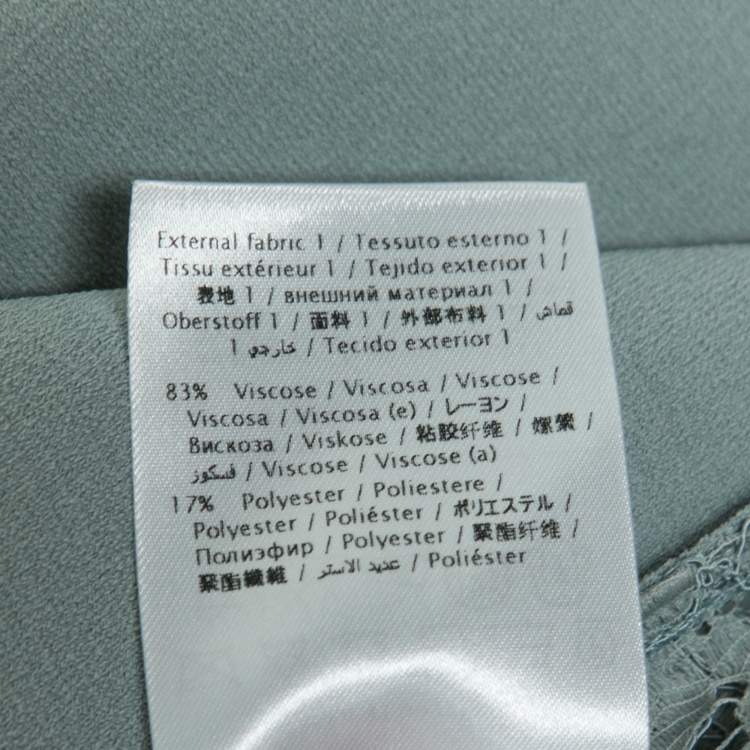 External fabric 1 / Tessuto esterno 1 /
Tissu extérieur 1 / Tejido exterior 1 /
表地 1 / внешний материал 1 /
Oberstoff 1 / 面料 1 / 外部布料 1 / قماش
خارجي 1 / Tecido exterior 1
83% Viscose / Viscosa / Viscose /
Viscosa / Viscosa (e) / レーヨン /
Вискоза / Viskose / 粘胶纤维 / 嫘縈 /
فسكوز / Viscose / Viscose (a)
17% Polyester / Poliestere /
Polyester / Poliéster / ポリエステル /
Полиэфир / Polyester / 聚酯纤维 /
聚酯纖維 / عديد الاستر / Poliéster